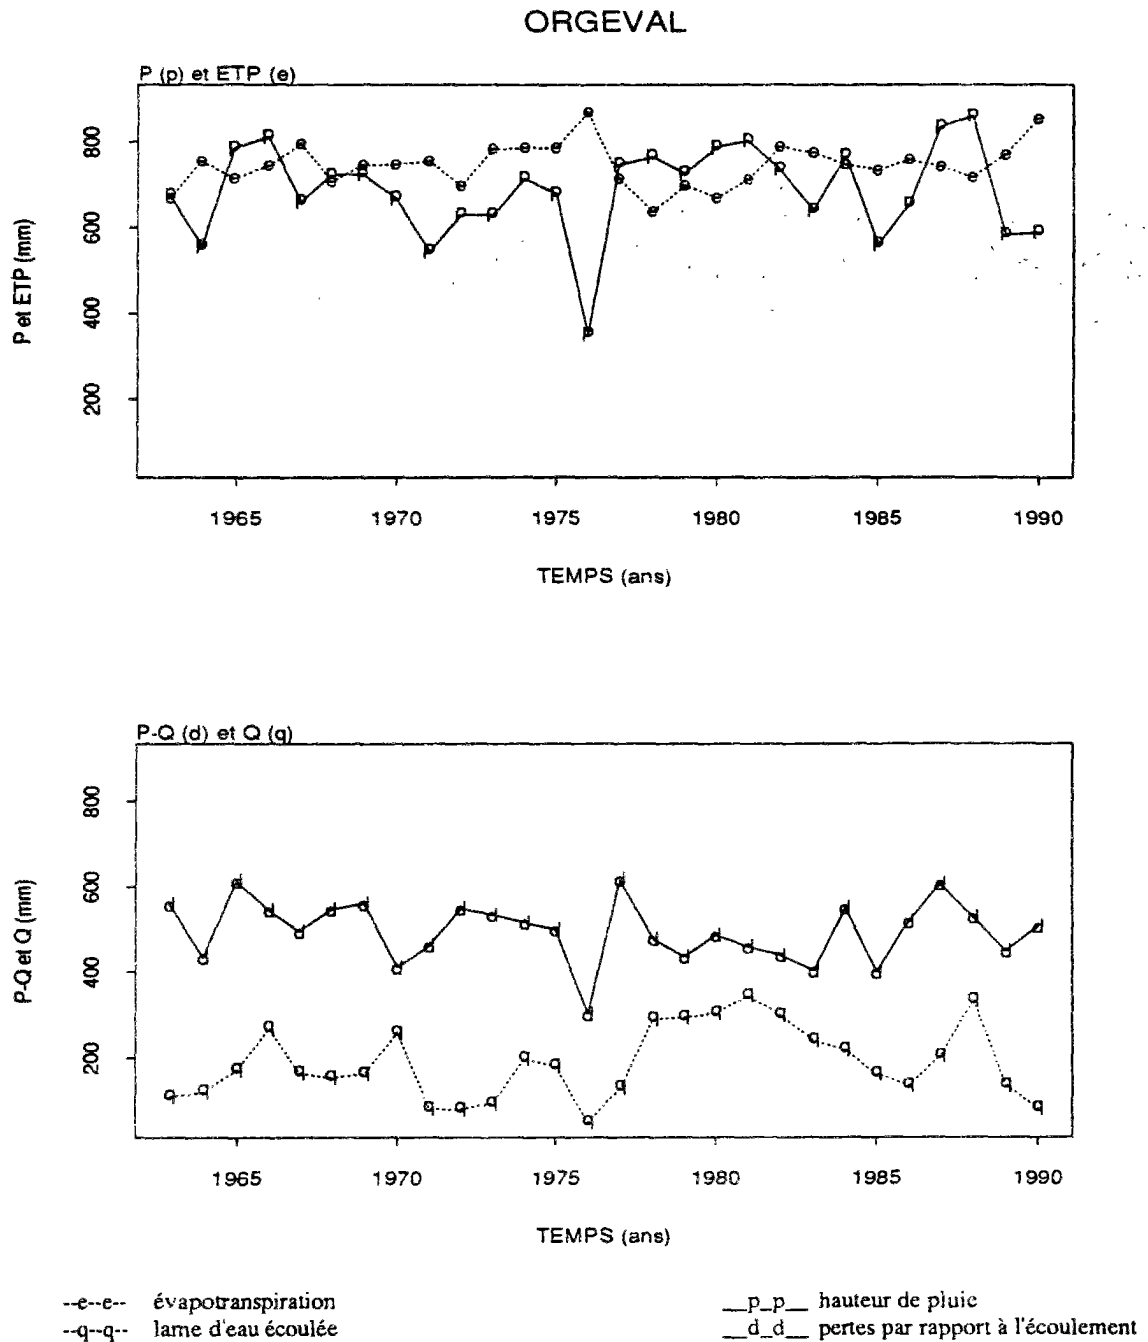 ORGEVAL
P (p) et ETP (e)
P et ETP (mm)
800
600
400
200
1965 1970 1975 1980 1985 1990
TEMPS (ans)
P-Q (d) et Q (q)
P-Q et Q (mm)
800
600
400
200
1965 1970 1975 1980 1985 1990
TEMPS (ans)
--e--e-- évapotranspiration
__p_p__ hauteur de pluie
--q--q-- lame d'eau écoulée
__d_d__ pertes par rapport à l'écoulement